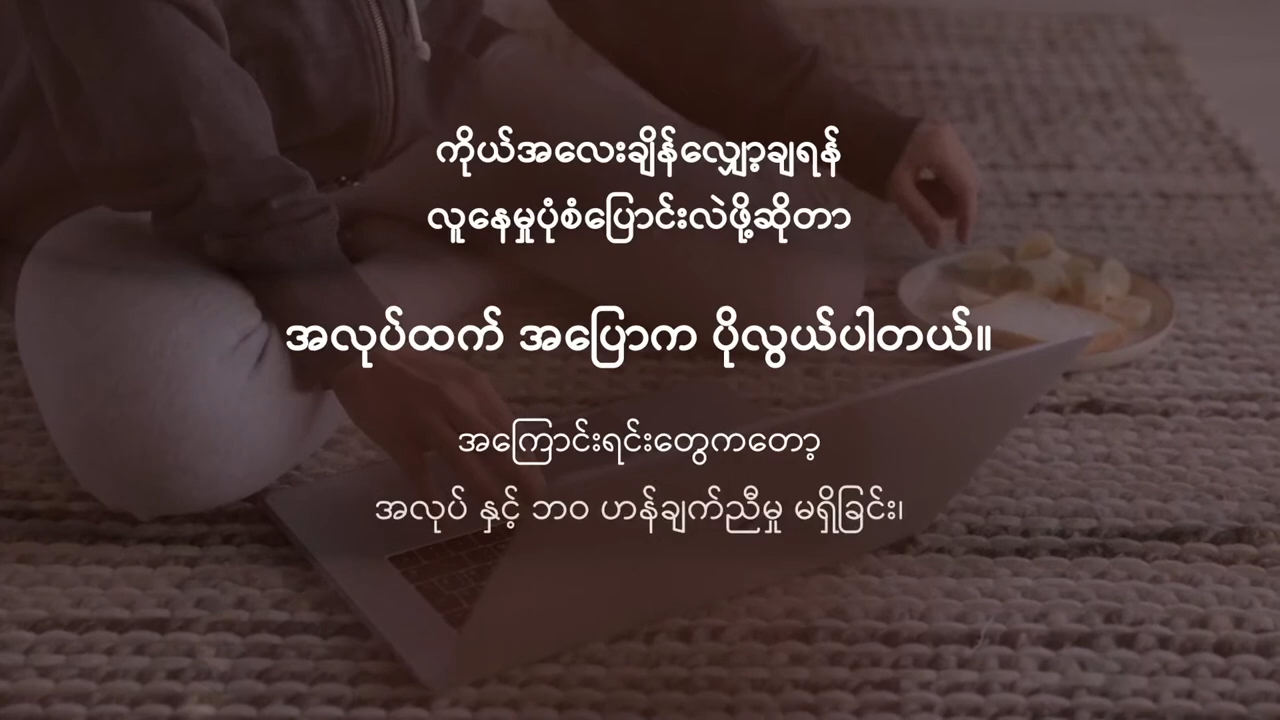 ကိုယ်အလေးချိန်လျှော့ချရန်
လူနေမှုပုံစံပြောင်းလဲဖို့ဆိုတာ
အလုပ်ထက် အပြောက ပိုလွယ်ပါတယ်။
အကြောင်းရင်းတွေကတော့
အလုပ် နှင့် ဘဝ ဟန်ချက်ညီမှု မရှိခြင်း၊